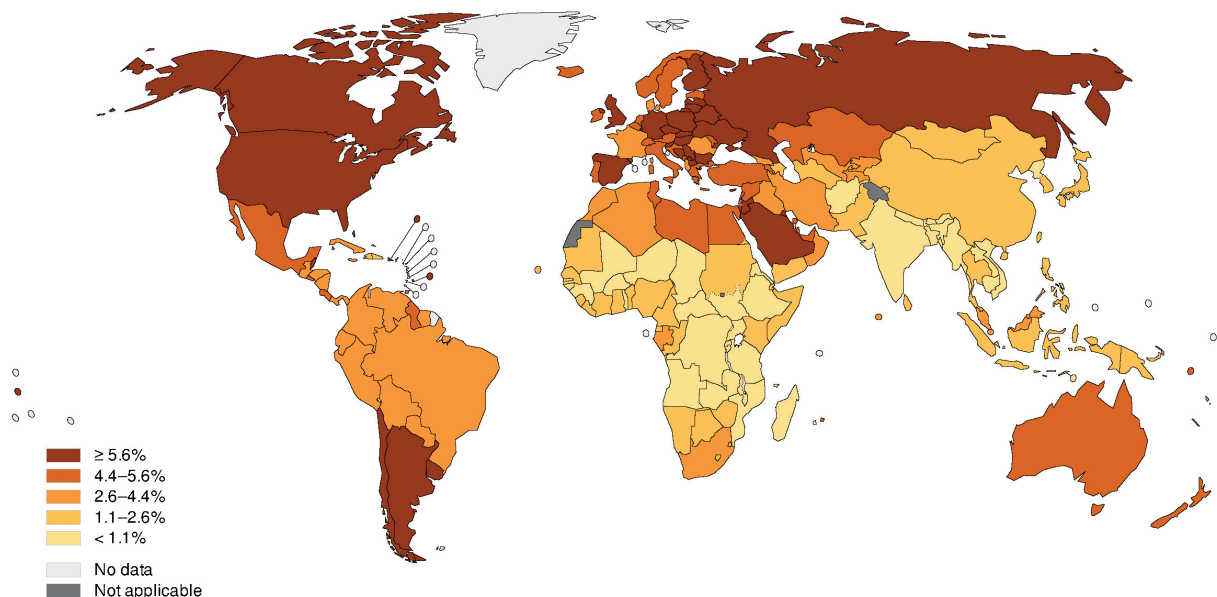 ≥ 5.6%
4.4–5.6%
2.6–4.4%
1.1–2.6%
< 1.1%
No data
Not applicable